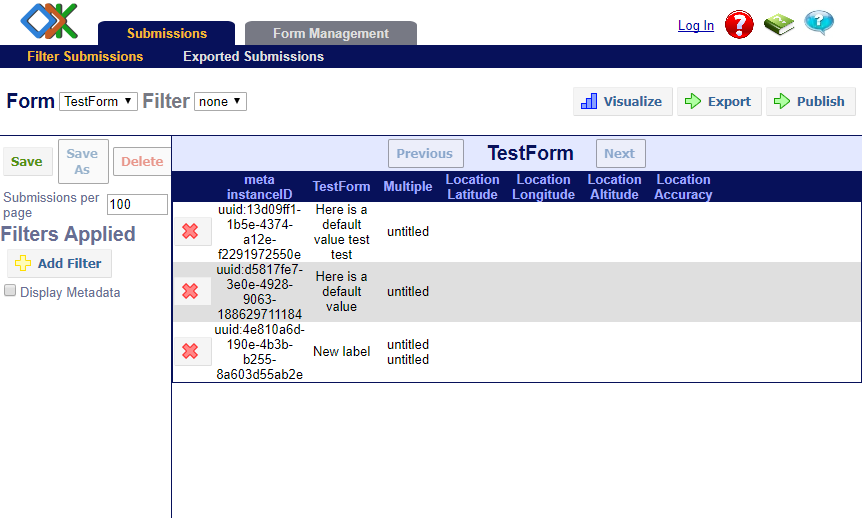 Submissions
Form Management
Log In
Filter Submissions
Exported Submissions
Form TestForm Filter none
Visualize
Export
Publish
Save
Save
As
Delete
Previous
TestForm
Next
Submissions per
page
100
Filters Applied
Add Filter
Display Metadata
meta
instanceID
TestForm
Multiple
Location
Latitude
Location
Longitude
Location
Altitude
Location
Accuracy
uuid:13d09ff1-
1b5e-4374-
a12e-
f2291972550e
Here is a
default
value test
test
untitled
uuid:d5817fe7-
3e0e-4928-
9063-
188629711184
Here is a
default
value
untitled
uuid:4e810a6d-
190e-4b3b-
b255-
8a603d55ab2e
New label
untitled
untitled